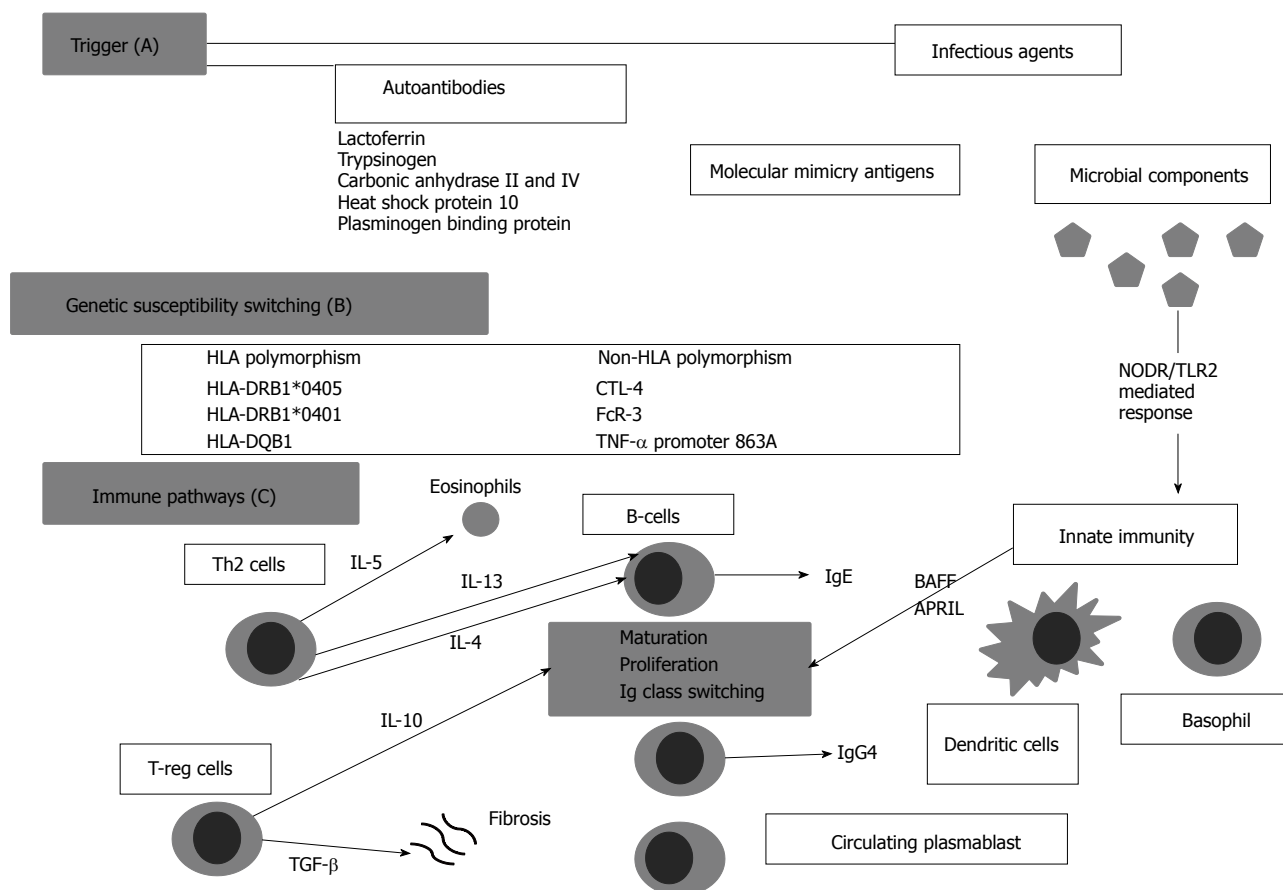 Trigger (A)
Infectious agents
Autoantibodies
Lactoferrin
Trypsinogen
Carbonic anhydrase II and IV
Heat shock protein 10
Plasminogen binding protein
Molecular mimicry antigens
Microbial components
Genetic susceptibility switching (B)
HLA polymorphism
HLA-DRB1*0405
HLA-DRB1*0401
HLA-DQB1
Non-HLA polymorphism
CTL-4
FcR-3
TNF-α promoter 863A
NODR/TLR2
mediated
response
Immune pathways (C)
Eosinophils
B-cells
Innate immunity
Th2 cells
IL-5
IL-13
IL-4
IgE
BAFF
APRIL
Maturation
Proliferation
Ig class switching
IL-10
T-reg cells
IgG4
Dendritic cells
Basophil
Fibrosis
TGF-β
Circulating plasmablast